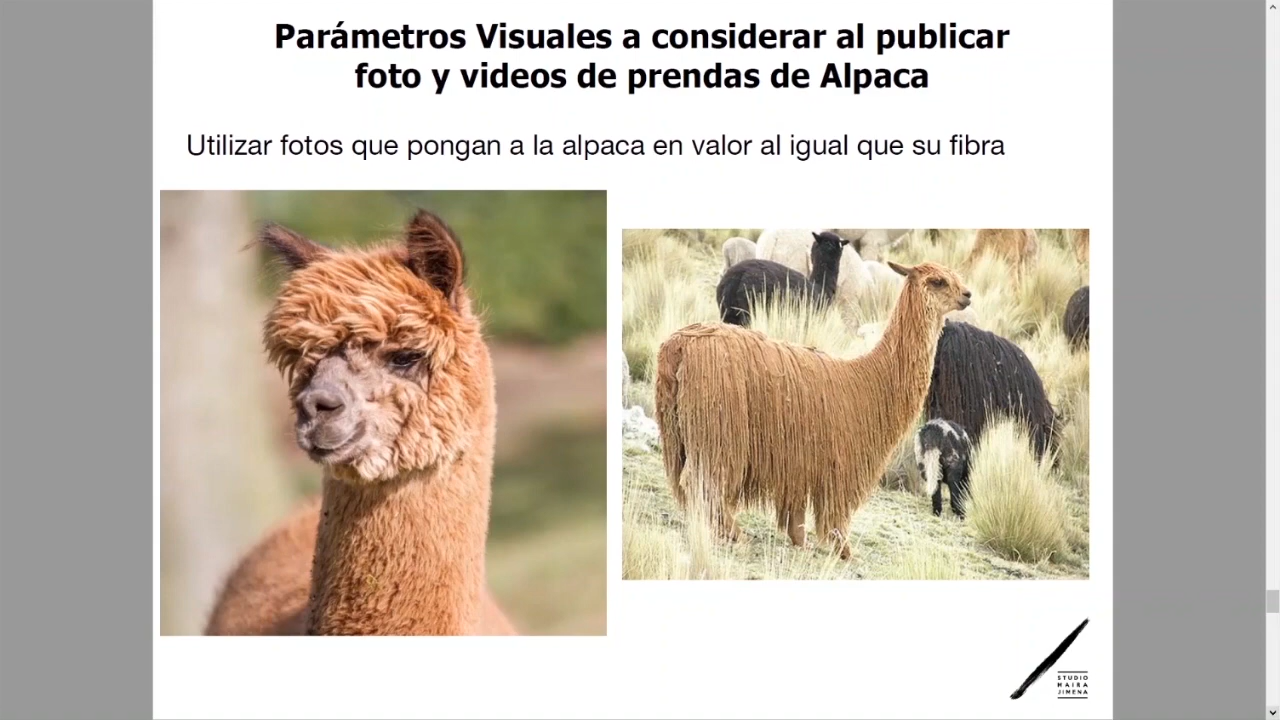 Parámetros Visuales a considerar al publicar
foto y videos de prendas de Alpaca
Utilizar fotos que pongan a la alpaca en valor al igual que su fibra
STUDIO
MAIRA
JIMENA